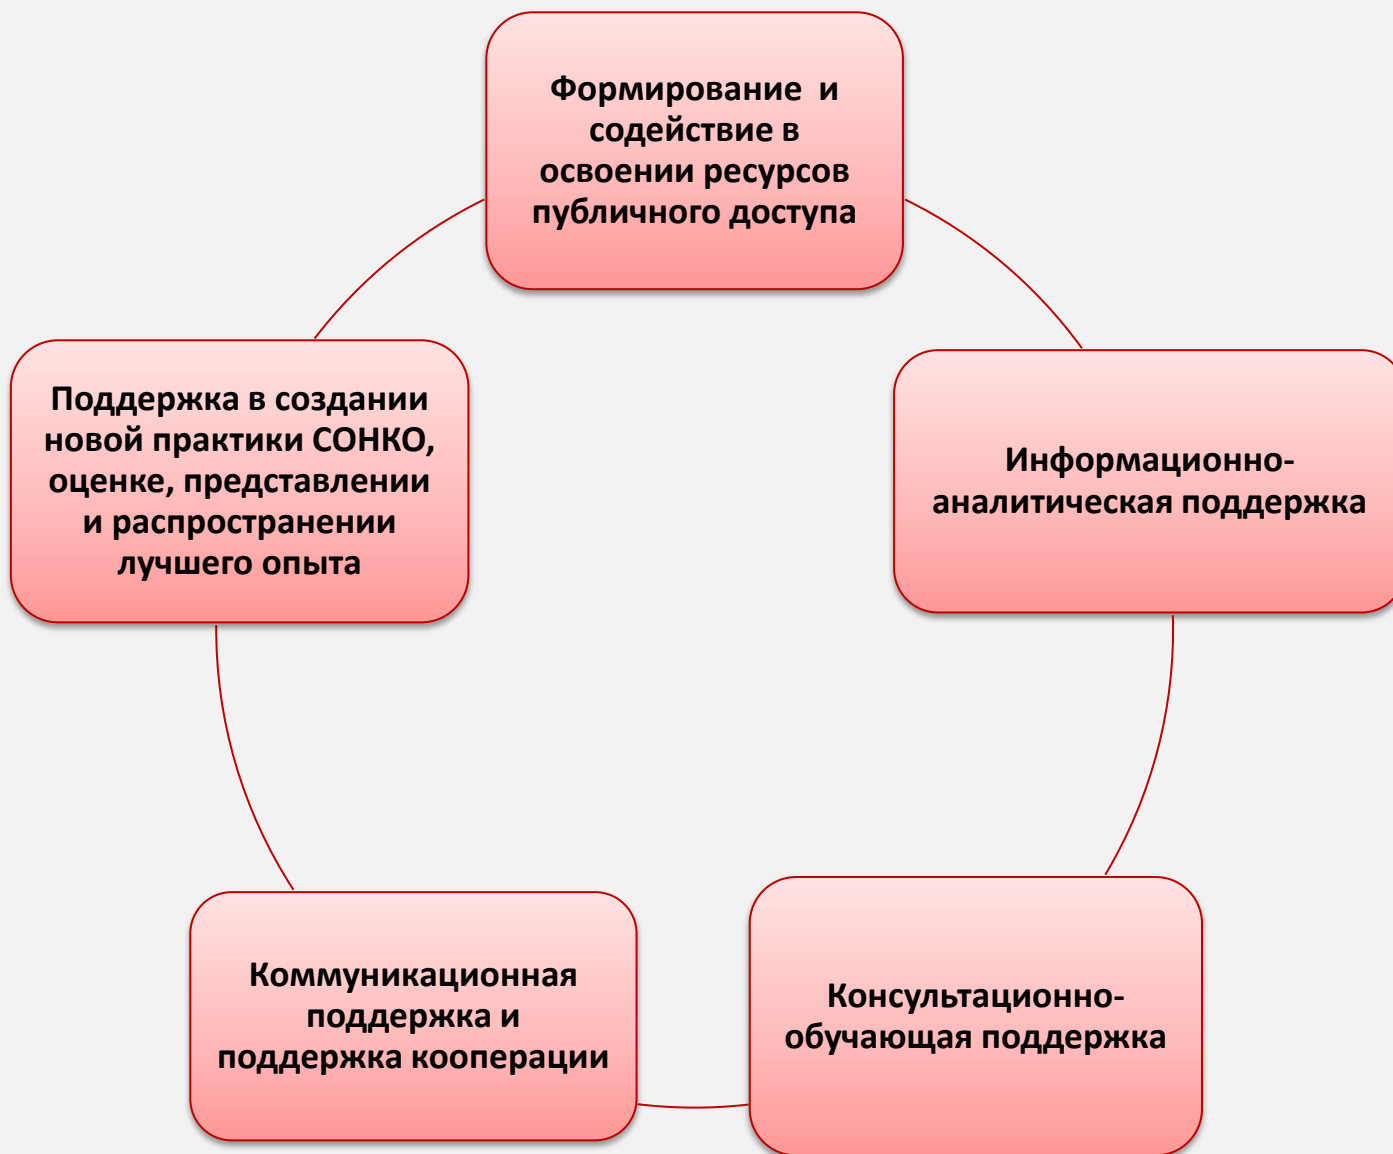 Формирование и
содействие в
освоении ресурсов
публичного доступа
Поддержка в создании
новой практики СОНКО,
оценке, представлении
и распространении
лучшего опыта
Информационно-
аналитическая поддержка
Коммуникационная
поддержка и
поддержка кооперации
Консультационно-
обучающая поддержка